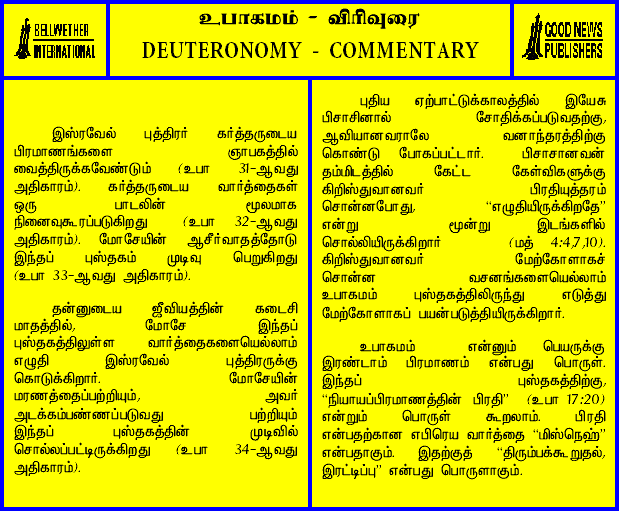 BELLWETHER
INTERNATIONAL
உபாகமம் - விரிவுரை
DEUTERONOMY - COMMENTARY
GOOD NEWS
PUBLISHERS
இஸ்ரவேல் புத்திரர் கர்த்தருடைய
பிரமாணங்களை ஞாபகத்தில்
வைத்திருக்கவேண்டும் (உபா 31-ஆவது
அதிகாரம்). கர்த்தருடைய வார்த்தைகள்
ஒரு பாடலின் மூலமாக
நினைவுகூரப்படுகிறது (உபா 32-ஆவது
அதிகாரம்). மோசேயின் ஆசீர்வாதத்தோடு
இந்தப் புஸ்தகம் முடிவு பெறுகிறது
(உபா 33-ஆவது அதிகாரம்).
தன்னுடைய ஜீவியத்தின் கடைசி
மாதத்தில், மோசே இந்தப்
புஸ்தகத்திலுள்ள வார்த்தைகளையெல்லாம்
எழுதி இஸ்ரவேல் புத்திரருக்கு
கொடுக்கிறார். மோசேயின்
மரணத்தைப்பற்றியும், அவர்
அடக்கம்பண்ணப்படுவது பற்றியும்
இந்தப் புஸ்தகத்தின் முடிவில்
சொல்லப்பட்டிருக்கிறது (உபா 34-ஆவது
அதிகாரம்).
புதிய ஏற்பாட்டுக்காலத்தில் இயேசு
பிசாசினால் சோதிக்கப்படுவதற்கு,
ஆவியானவராலே வனாந்தரத்திற்கு
கொண்டு போகப்பட்டார். பிசாசானவன்
தம்மிடத்தில் கேட்ட கேள்விகளுக்கு
கிறிஸ்துவானவர் பிரதியுத்தரம்
சொன்னபோது, “எழுதியிருக்கிறதே”
என்று மூன்று இடங்களில்
சொல்லியிருக்கிறார் (மத் 4:4,7,10).
கிறிஸ்துவானவர் மேற்கோளாகச்
சொன்ன வசனங்களையெல்லாம்
உபாகமம் புஸ்தகத்திலிருந்து எடுத்து
மேற்கோளாகப் பயன்படுத்தியிருக்கிறார்.
உபாகமம் என்னும் பெயருக்கு
இரண்டாம் பிரமாணம் என்பது பொருள்.
இந்தப் புஸ்தகத்திற்கு,
“நியாயப்பிரமாணத்தின் பிரதி” (உபா 17:20)
என்றும் பொருள் கூறலாம். பிரதி
என்பதற்கான எபிரெய வார்த்தை “மிஸ்நெஹ்”
என்பதாகும். இதற்குத் “திரும்பக்கூறுதல்,
இரட்டிப்பு” என்பது பொருளாகும்.